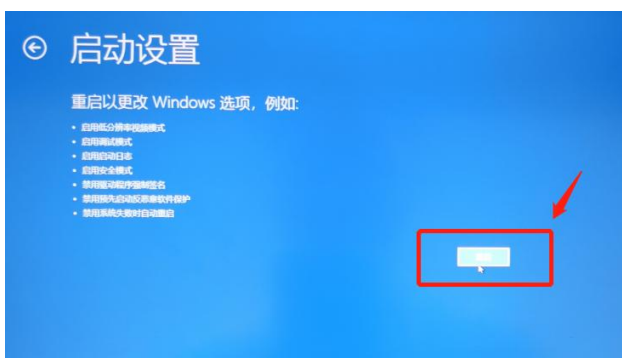 启动设置
重启以更改 Windows 选项，例如:
• 启用低分辨率视频模式
• 启用调试模式
• 启用启动日志
• 启用安全模式
• 禁用驱动程序强制签名
• 禁用预先启动反恶意软件保护
• 禁用系统失败时自动重启